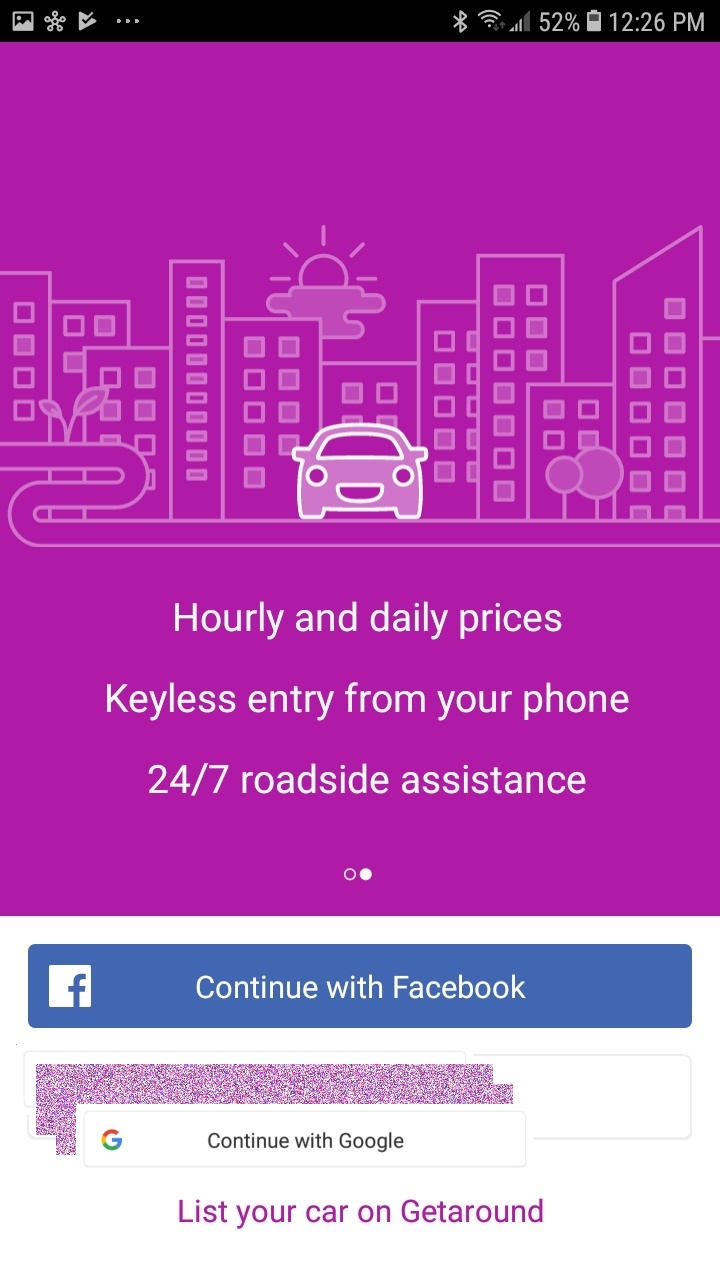 52% 12:26 PM
Hourly and daily prices
Keyless entry from your phone
24/7 roadside assistance
Continue with Facebook
Continue with Google
List your car on Getaround